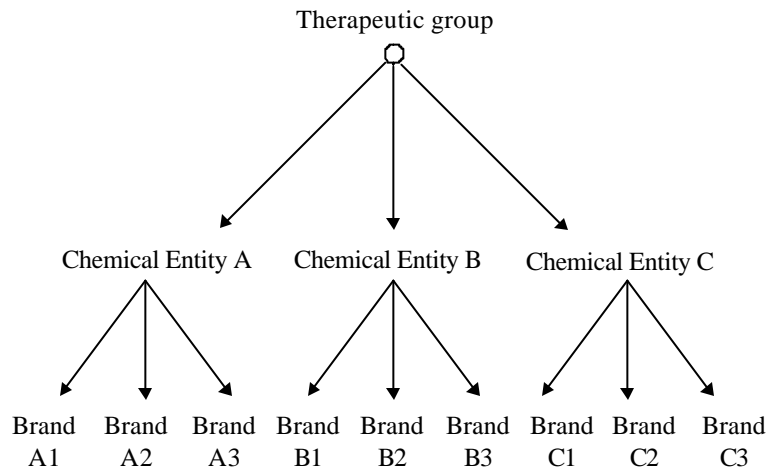 Therapeutic group
Chemical Entity A Chemical Entity B Chemical Entity C
Brand Brand Brand Brand Brand Brand Brand Brand Brand
A1 A2 A3 B1 B2 B3 C1 C2 C3